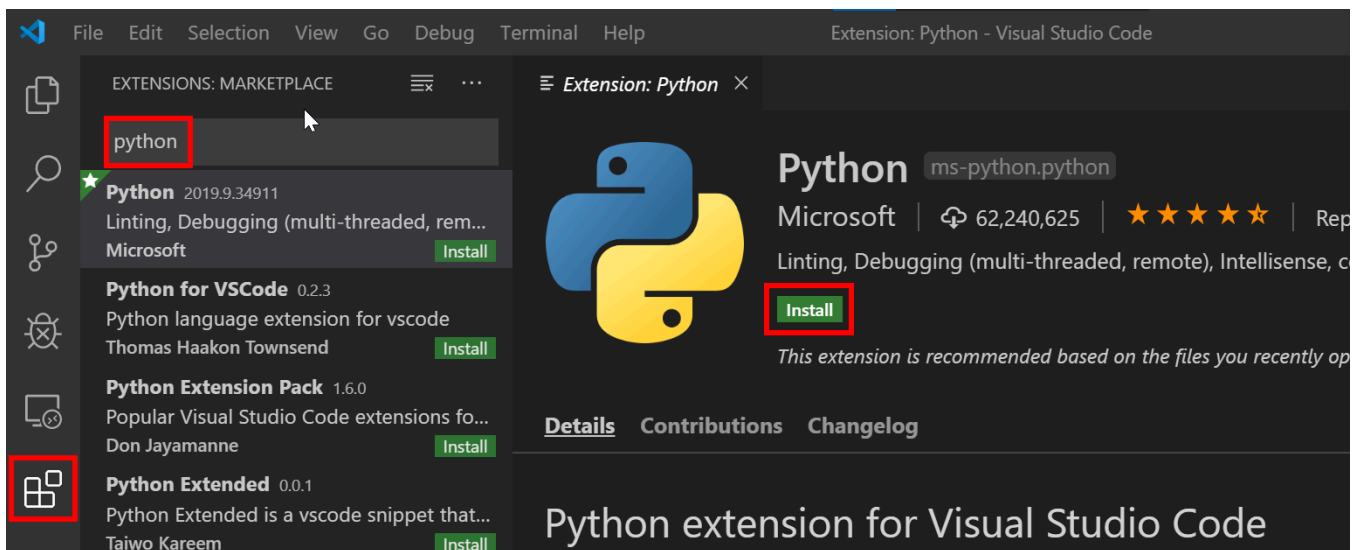 File Edit Selection View Go Debug Terminal Help Extension: Python - Visual Studio Code
EXTENSIONS: MARKETPLACE
python
Python 2019.9.34911
Linting, Debugging (multi-threaded, rem...
Microsoft Install
Python for VSCode 0.2.3
Python language extension for vscode
Thomas Haakon Townsend Install
Python Extension Pack 1.6.0
Popular Visual Studio Code extensions fo...
Don Jayamanne Install
Python Extended 0.0.1
Python Extended is a vscode snippet that...
Taiwo Kareem Install
Extension: Python
Python ms-python.python
Microsoft 62,240,625 Rep
Linting, Debugging (multi-threaded, remote), Intellisense, c
Install
This extension is recommended based on the files you recently op
Details Contributions Changelog
Python extension for Visual Studio Code